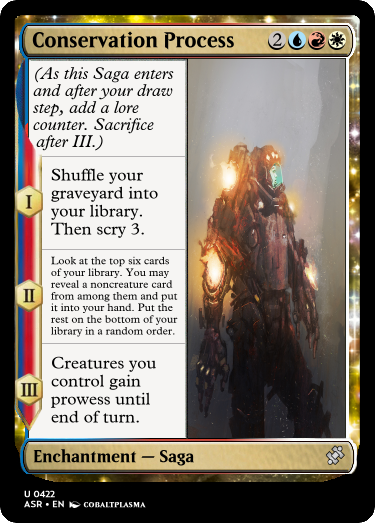 Conservation Process 2
(As this Saga enters
and after your draw
step, add a lore
counter. Sacrifice
after III.)
I
Shuffle your
graveyard into
your library.
Then scry 3.
II
Look at the top six cards
of your library. You may
reveal a noncreature card
from among them and put
it into your hand. Put the
rest on the bottom of your
library in a random order.
III
Creatures you
control gain
prowess until
end of turn.
Enchantment — Saga
U 0422
ASR • EN COBALTPLASMA